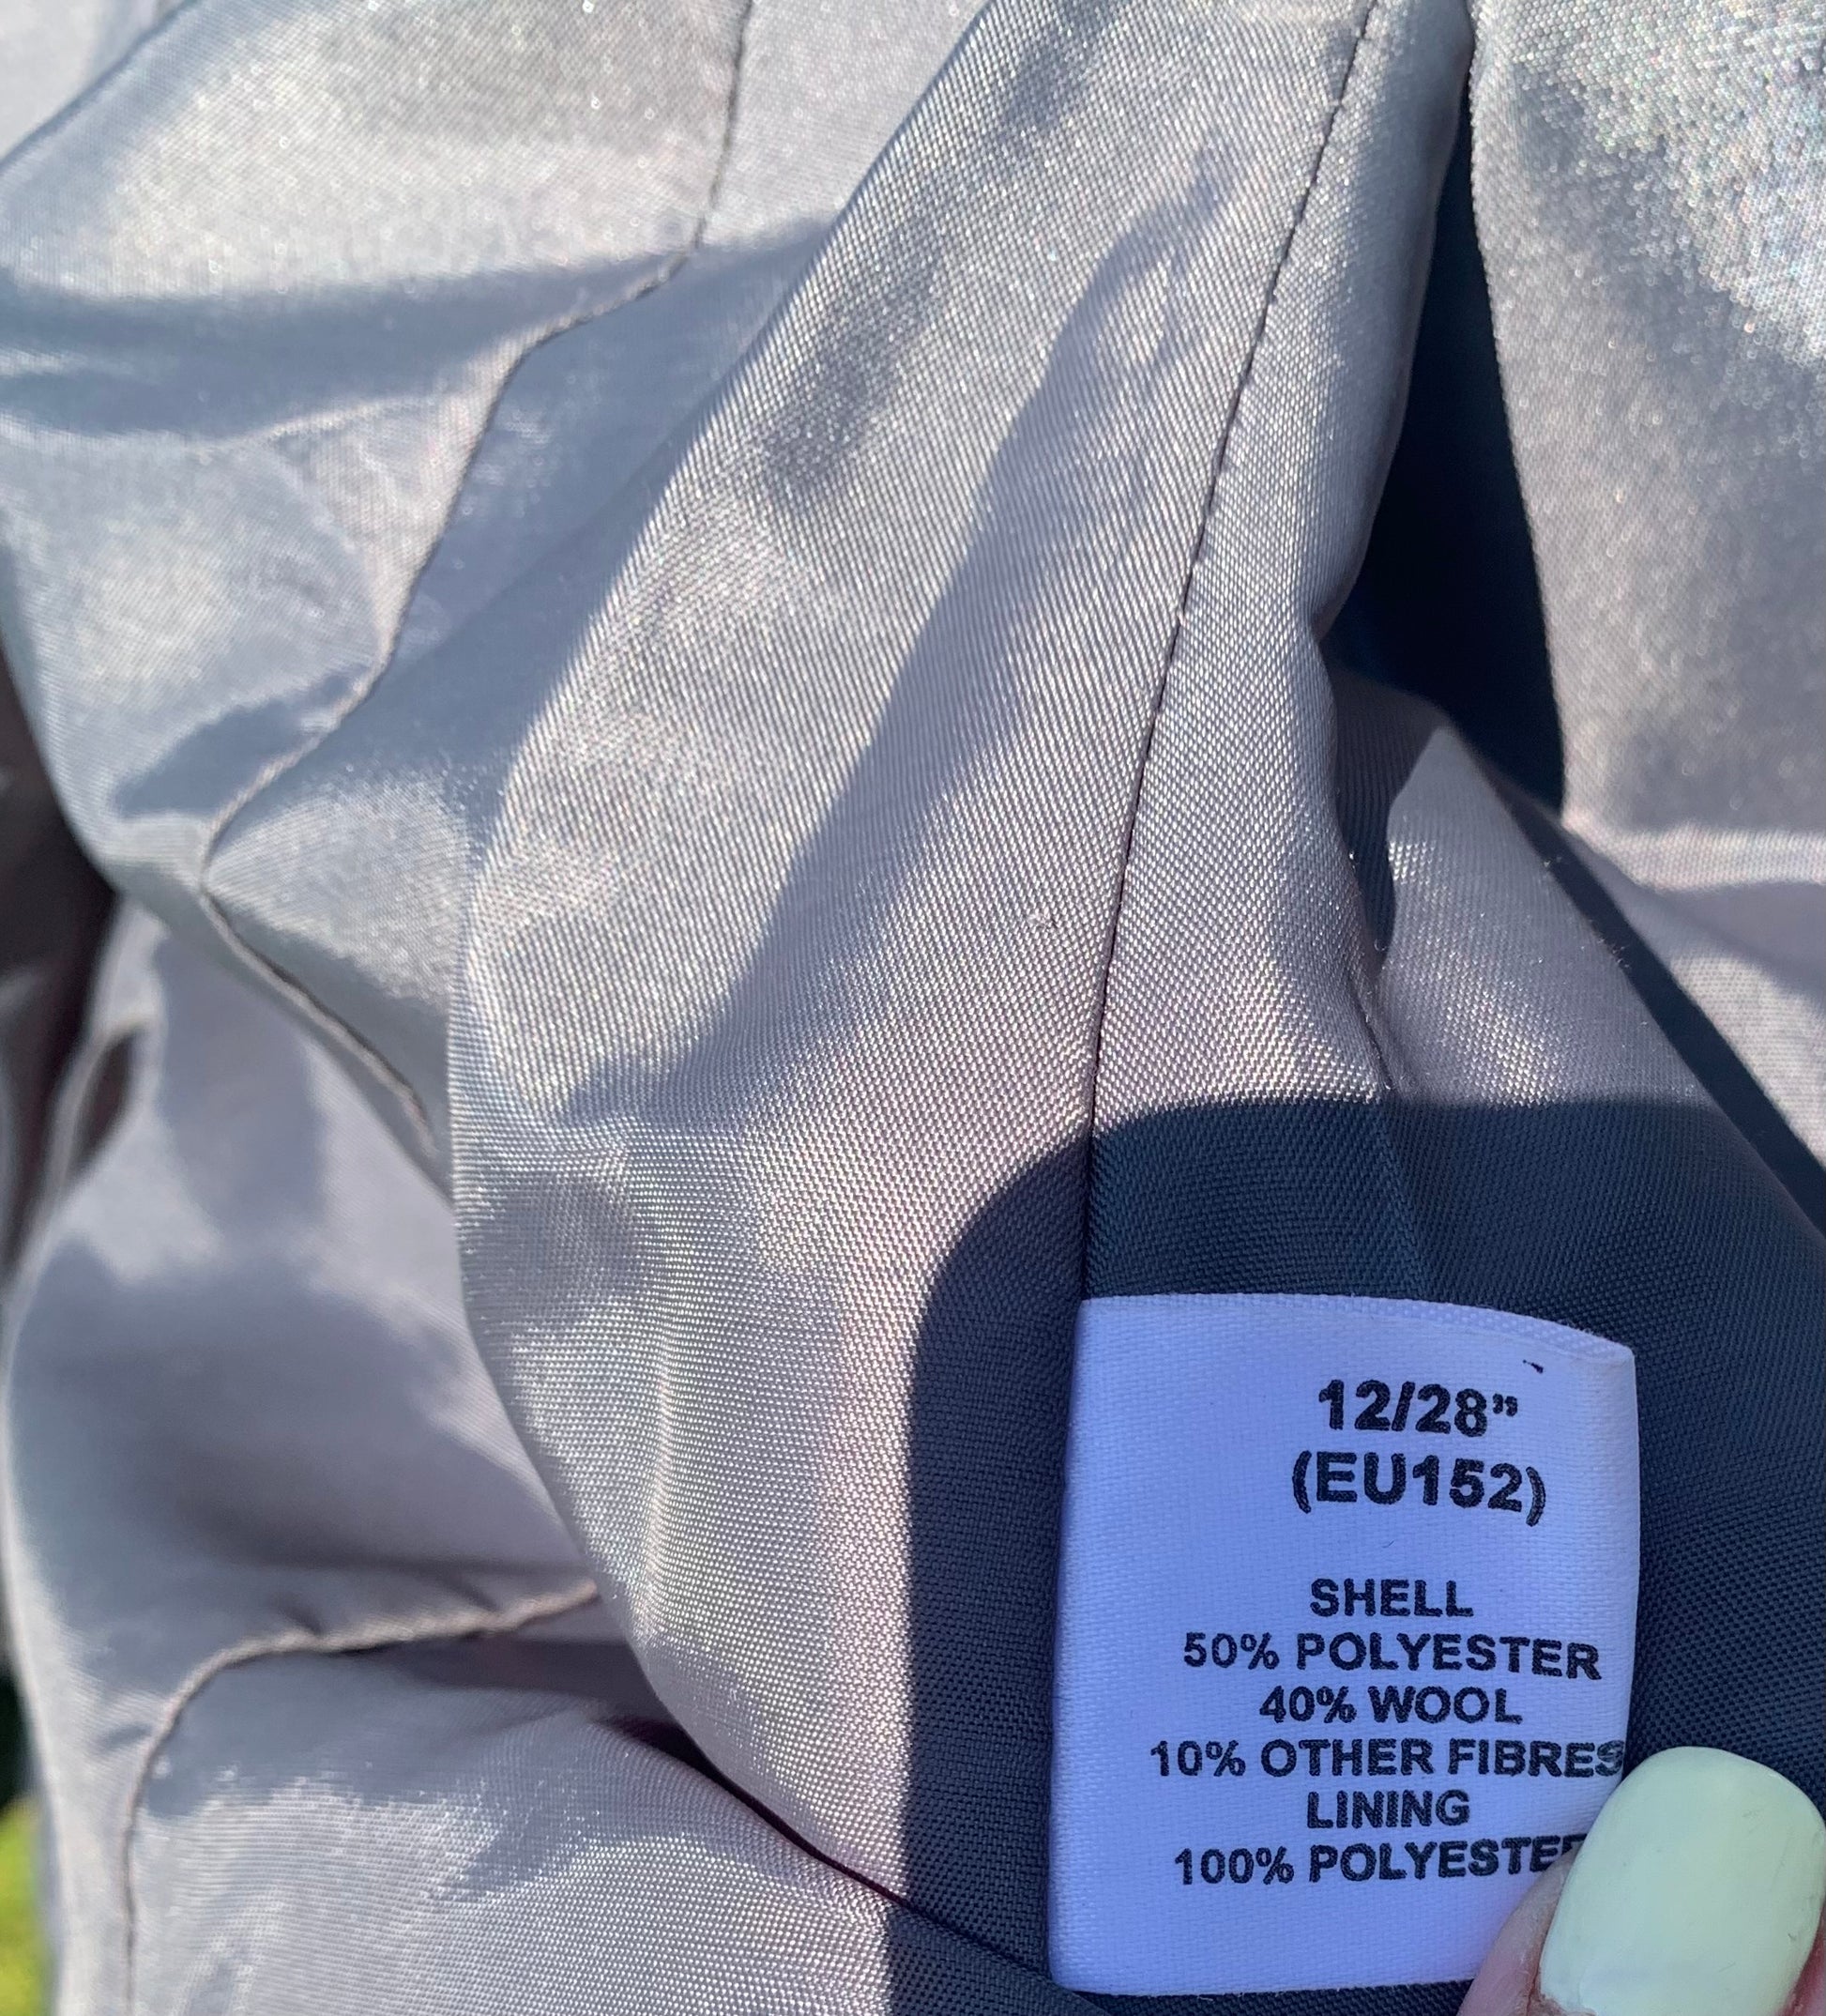 12/28”
(EU152)
SHELL
50% POLYESTER
40% WOOL
10% OTHER FIBRES
LINING
100% POLYESTER